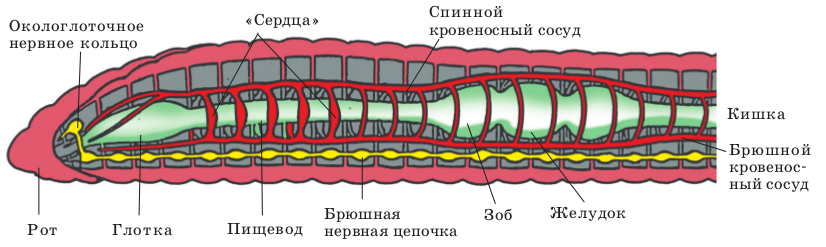 Окологлоточное
нервное кольцо
«Сердца»
Спинной
кровеносный сосуд
Кишка
Брюшной
кровенос-
ный сосуд
Рот
Глотка
Пищевод
Брюшная
нервная цепочка
Зоб
Желудок